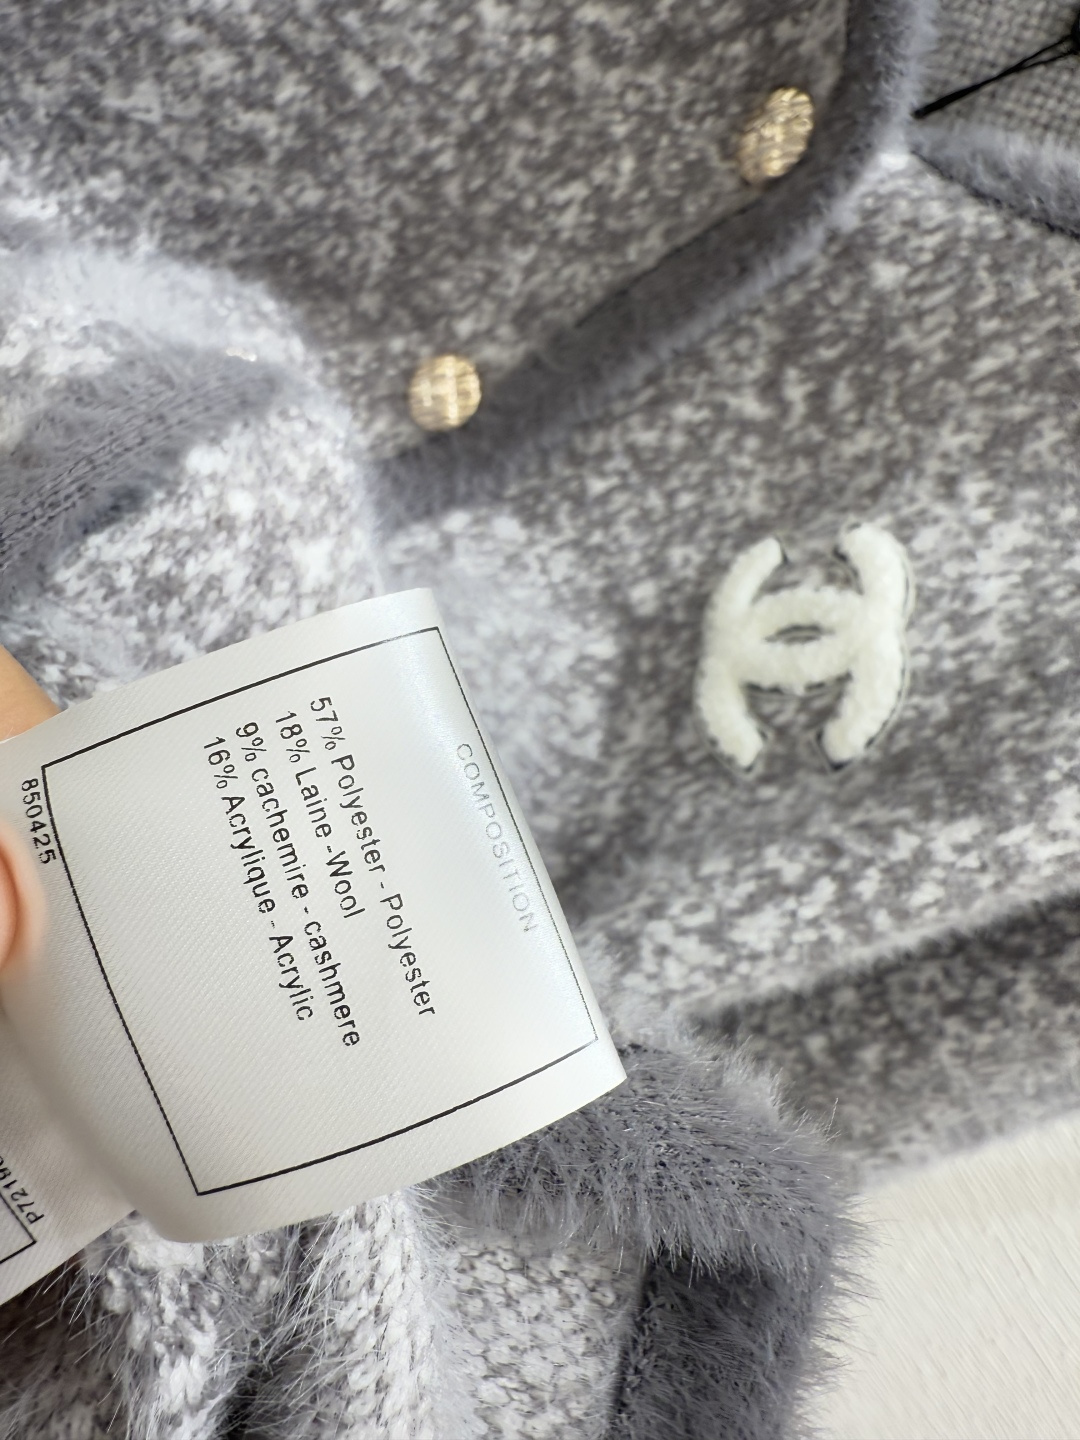 COMPOSITION
57% Polyester - Polyester
18% Laine -Wool
9% cachemire - cashmere
16% Acrylique - Acrylic
850425